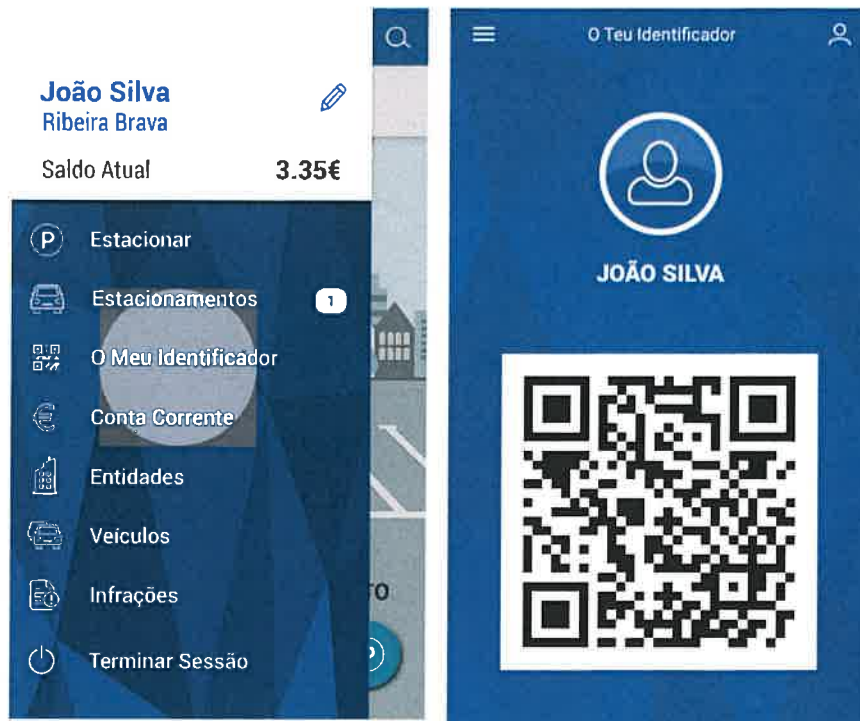 João Silva
Ribeira Brava
Saldo Atual 3.35€
P Estacionar
Estacionamentos 1
O Meu Identificador
€ Conta Corrente
Entidades
Veículos
Infrações
Terminar Sessão
O Teu Identificador
JOÃO SILVA